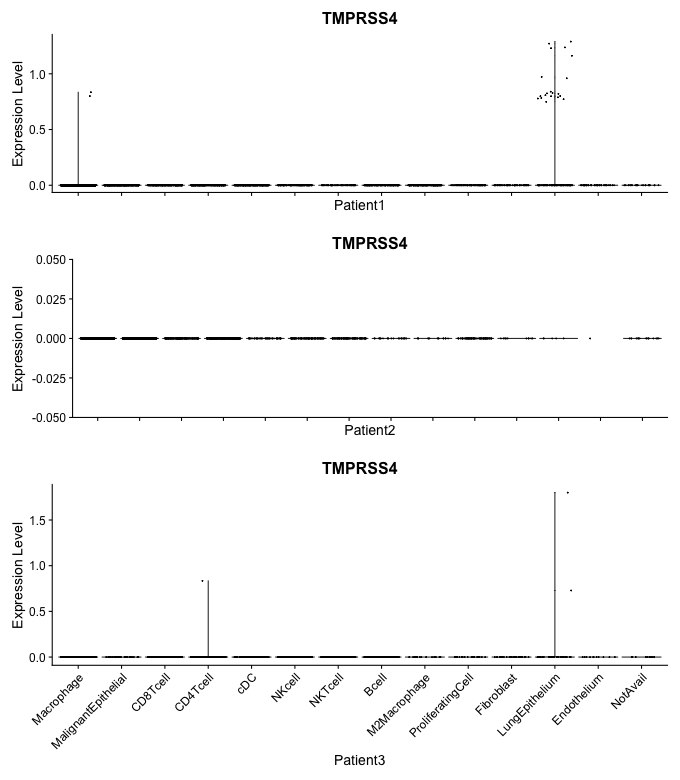 TMPRSS4
Expression Level
1.0
0.5
0.0
Patient1
TMPRSS4
Expression Level
0.050
0.025
0.000
-0.025
-0.050
Patient2
TMPRSS4
Expression Level
1.5
1.0
0.5
0.0
Macrophage
MalignantEpithelial
CD8Tcell
CD4Tcell
cDC
NKcell
NKTcell
Bcell
M2Macrophage
ProliferatingCell
Fibroblast
LungEpithelium
Endothelium
NotAvail
Patient3